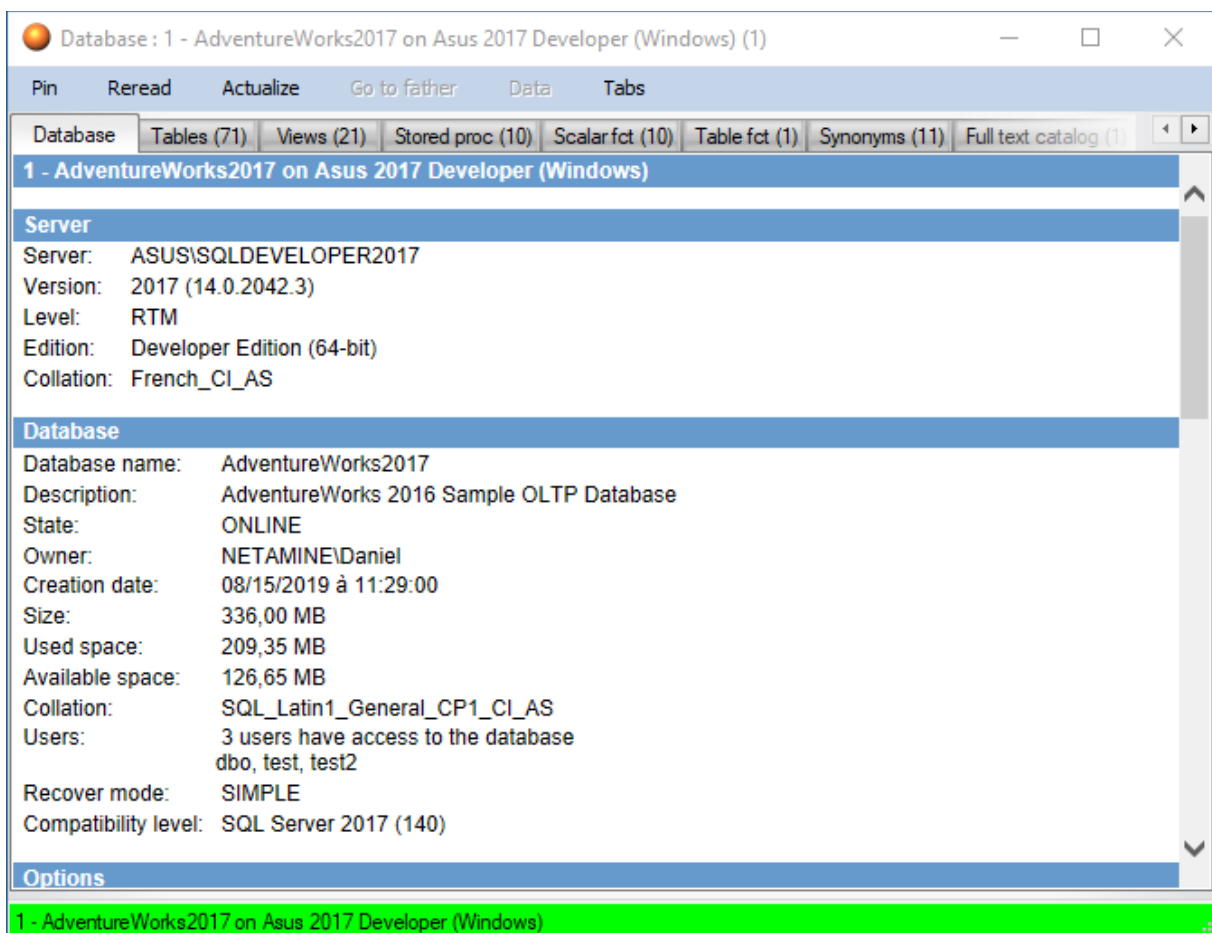 Database : 1 - AdventureWorks2017 on Asus 2017 Developer (Windows) (1)
Pin Reread Actualize Go to father Data Tabs
Database Tables (71) Views (21) Stored proc (10) Scalar fct (10) Table fct (1) Synonyms (11) Full text catalog (1)
1 - AdventureWorks2017 on Asus 2017 Developer (Windows)
Server
Server: ASUS\SQLDEVELOPER2017
Version: 2017 (14.0.2042.3)
Level: RTM
Edition: Developer Edition (64-bit)
Collation: French_CI_AS
Database
Database name: AdventureWorks2017
Description: AdventureWorks 2016 Sample OLTP Database
State: ONLINE
Owner: NETAMINE\Daniel
Creation date: 08/15/2019 à 11:29:00
Size: 336,00 MB
Used space: 209,35 MB
Available space: 126,65 MB
Collation: SQL_Latin1_General_CP1_CI_AS
Users: 3 users have access to the database
dbo, test, test2
Recover mode: SIMPLE
Compatibility level: SQL Server 2017 (140)
Options
1 - AdventureWorks2017 on Asus 2017 Developer (Windows)